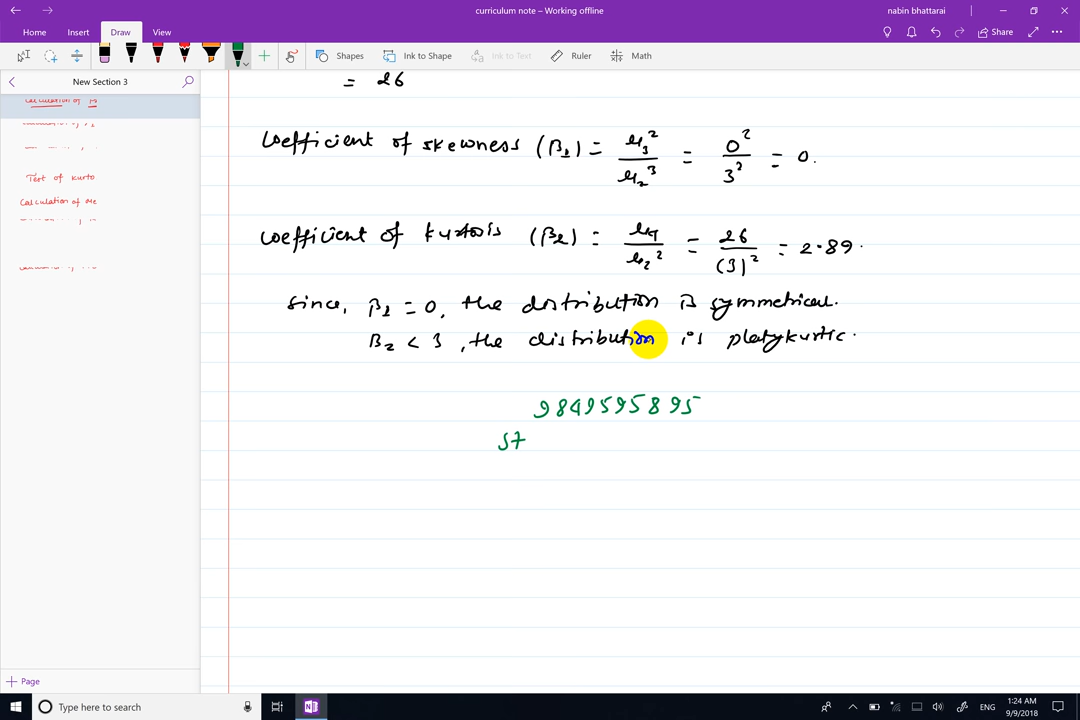 curriculum note – Working offline
nabin bhattarai
Home Insert Draw View
Share
Shapes Ink to Shape Ink to Text Ruler Math
New Section 3
Test of kurto
Calculation of Me
Page
= 26
Coefficient of skewness (β1) = μ3² / μ2³ = 0² / 3³ = 0.
Coefficient of kurtosis (β2) = μ4 / μ2² = 26 / (3)² = 2.89.
Since, β1 = 0, the distribution is symmetrical.
β2 < 3, the distribution is platykurtic.
9849595895
57
Type here to search
ENG
1:24 AM
9/9/2018